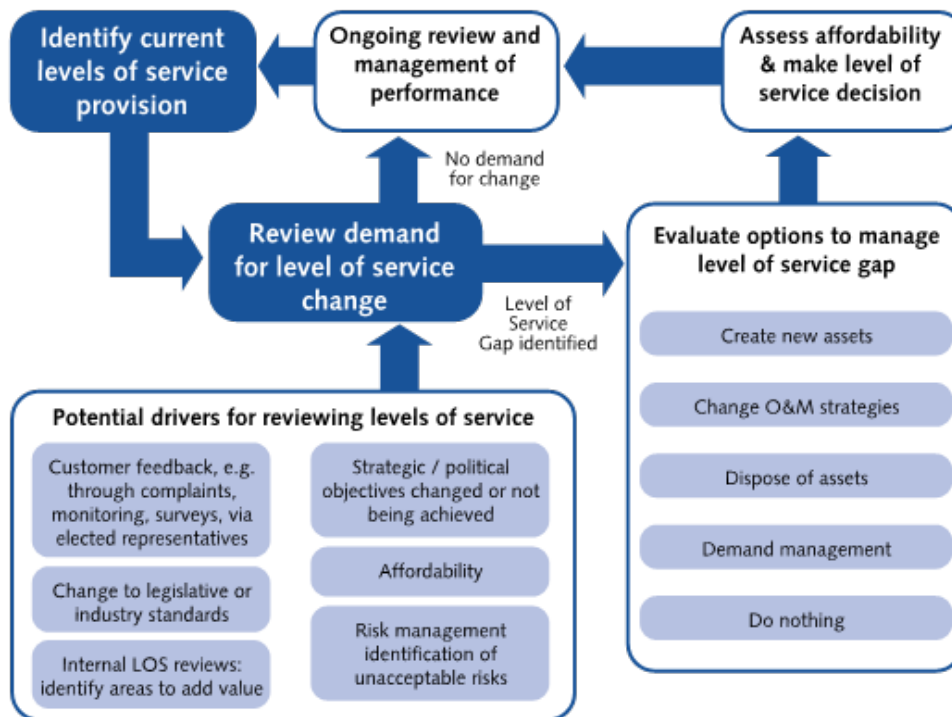 Identify current
levels of service
provision
Ongoing review and
management of
performance
Assess affordability
& make level of
service decision
No demand
for change
Review demand
for level of service
change
Level of
Service
Gap identified
Evaluate options to manage
level of service gap
Create new assets
Change O&M strategies
Dispose of assets
Demand management
Do nothing
Potential drivers for reviewing levels of service
Customer feedback, e.g.
through complaints,
monitoring, surveys, via
elected representatives
Change to legislative or
industry standards
Internal LOS reviews:
identify areas to add value
Strategic / political
objectives changed or not
being achieved
Affordability
Risk management
identification of
unacceptable risks